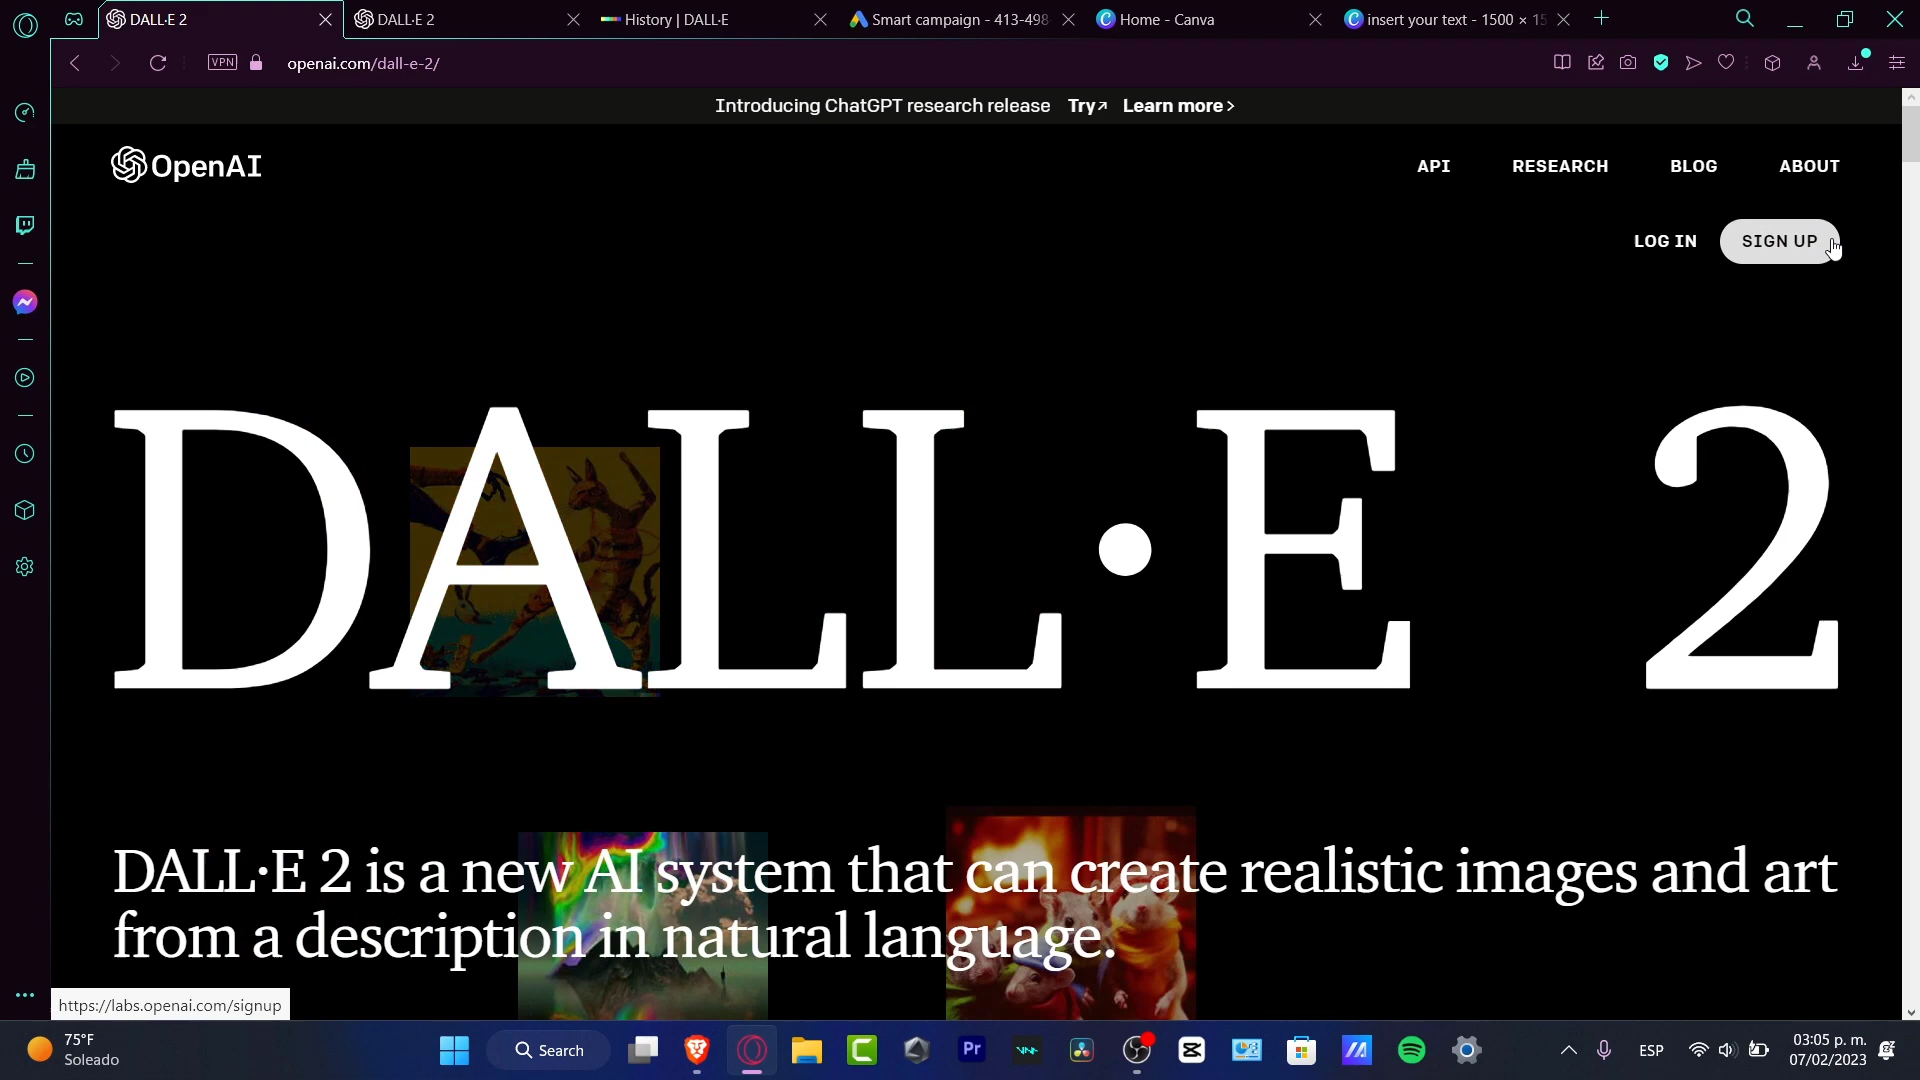 DALL·E 2
DALL·E 2
History | DALL·E
Smart campaign - 413-498
Home - Canva
insert your text - 1500 × 15
VPN
openai.com/dall-e-2/
Introducing ChatGPT research release Try↗ Learn more >
OpenAI
API RESEARCH BLOG ABOUT
LOG IN SIGN UP
DALL·E 2
DALL·E 2 is a new AI system that can create realistic images and art
from a description in natural language.
https://labs.openai.com/signup
75°F
Soleado
Search
Pr
ESP
03:05 p. m.
07/02/2023